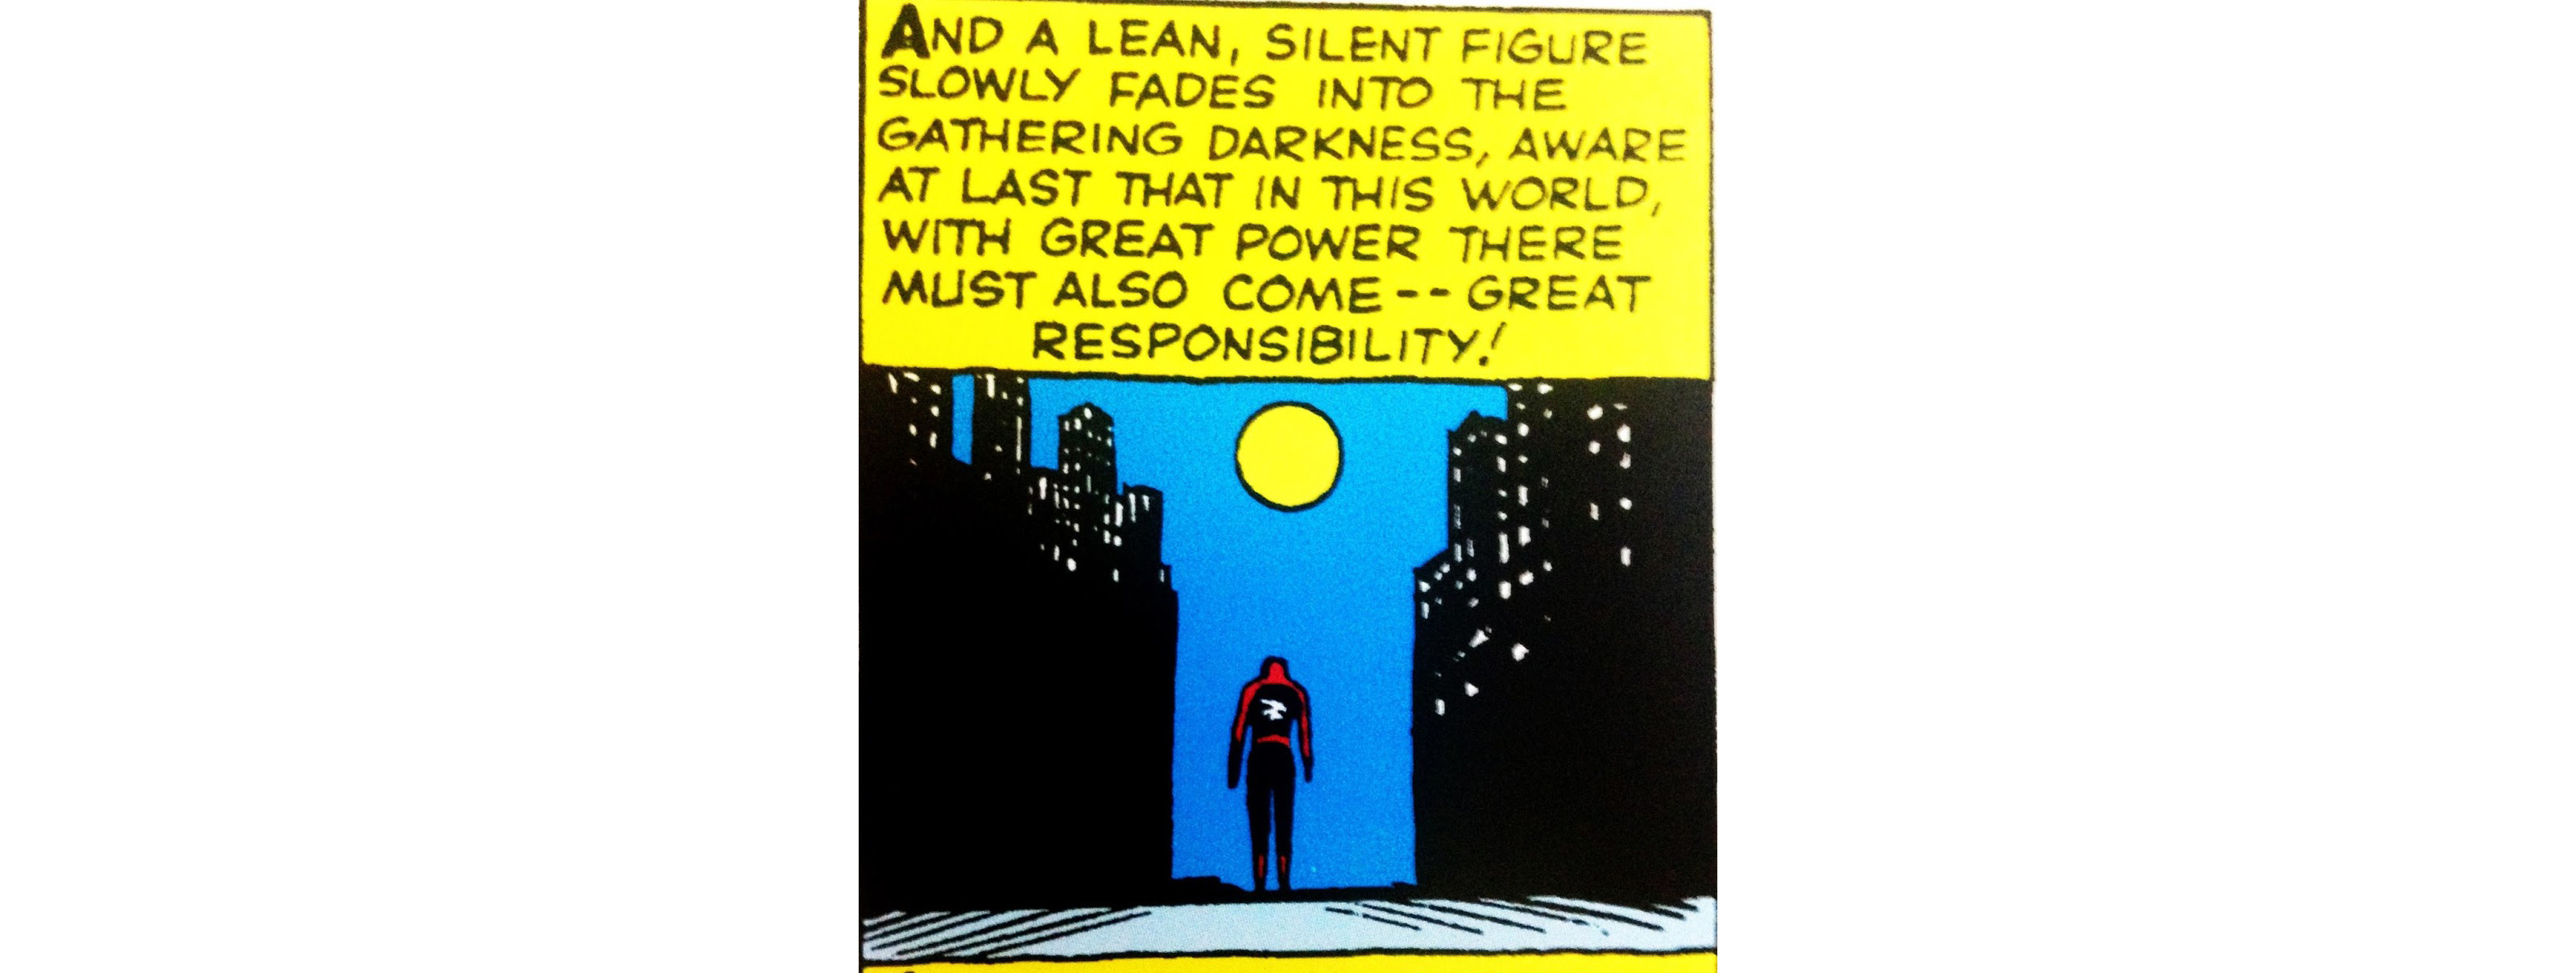 AND A LEAN, SILENT FIGURE
SLOWLY FADES INTO THE
GATHERING DARKNESS, AWARE
AT LAST THAT IN THIS WORLD,
WITH GREAT POWER THERE
MUST ALSO COME -- GREAT
RESPONSIBILITY!